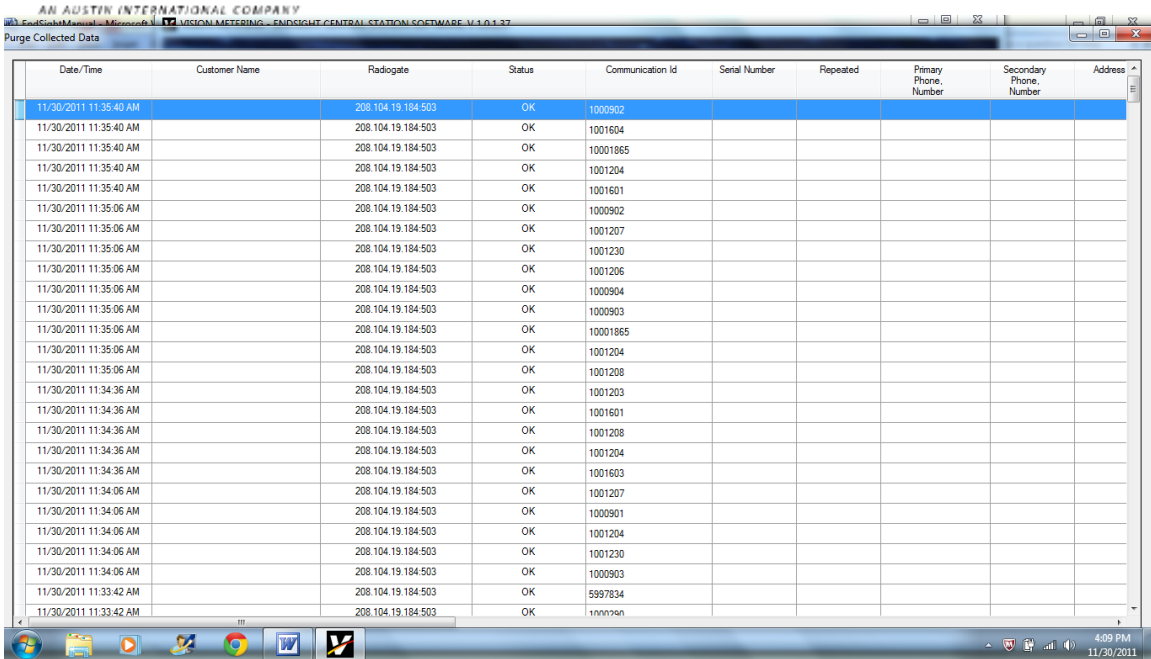 AN AUSTIN INTERNATIONAL COMPANY
EndSightManual - Microsoft W VISION METERING - ENDSIGHT CENTRAL STATION SOFTWARE, V 1.0.1.37
Purge Collected Data
Date/Time Customer Name Radiogate Status Communication Id Serial Number Repeated Primary Phone, Number Secondary Phone, Number Address
11/30/2011 11:35:40 AM 208.104.19.184:503 OK 1000902
11/30/2011 11:35:40 AM 208.104.19.184:503 OK 1001604
11/30/2011 11:35:40 AM 208.104.19.184:503 OK 10001865
11/30/2011 11:35:40 AM 208.104.19.184:503 OK 1001204
11/30/2011 11:35:40 AM 208.104.19.184:503 OK 1001601
11/30/2011 11:35:06 AM 208.104.19.184:503 OK 1000902
11/30/2011 11:35:06 AM 208.104.19.184:503 OK 1001207
11/30/2011 11:35:06 AM 208.104.19.184:503 OK 1001230
11/30/2011 11:35:06 AM 208.104.19.184:503 OK 1001206
11/30/2011 11:35:06 AM 208.104.19.184:503 OK 1000904
11/30/2011 11:35:06 AM 208.104.19.184:503 OK 1000903
11/30/2011 11:35:06 AM 208.104.19.184:503 OK 10001865
11/30/2011 11:35:06 AM 208.104.19.184:503 OK 1001204
11/30/2011 11:35:06 AM 208.104.19.184:503 OK 1001208
11/30/2011 11:34:36 AM 208.104.19.184:503 OK 1001203
11/30/2011 11:34:36 AM 208.104.19.184:503 OK 1001601
11/30/2011 11:34:36 AM 208.104.19.184:503 OK 1001208
11/30/2011 11:34:36 AM 208.104.19.184:503 OK 1001204
11/30/2011 11:34:36 AM 208.104.19.184:503 OK 1001603
11/30/2011 11:34:06 AM 208.104.19.184:503 OK 1001207
11/30/2011 11:34:06 AM 208.104.19.184:503 OK 1000901
11/30/2011 11:34:06 AM 208.104.19.184:503 OK 1001204
11/30/2011 11:34:06 AM 208.104.19.184:503 OK 1001230
11/30/2011 11:34:06 AM 208.104.19.184:503 OK 1000903
11/30/2011 11:33:42 AM 208.104.19.184:503 OK 5997834
11/30/2011 11:33:42 AM 208.104.19.184:503 OK 1000290
4:09 PM
11/30/2011